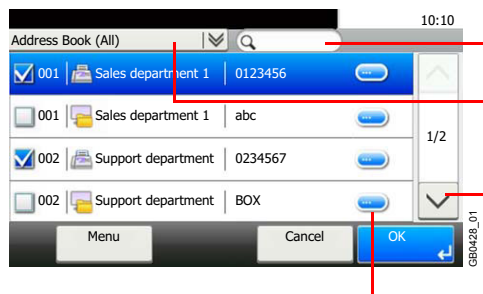 10:10
Address Book (All)
001 Sales department 1 0123456 ...
001 Sales department 1 abc ...
1/2
002 Support department 0234567 ...
002 Support department BOX ...
Menu Cancel OK
GB0428_01